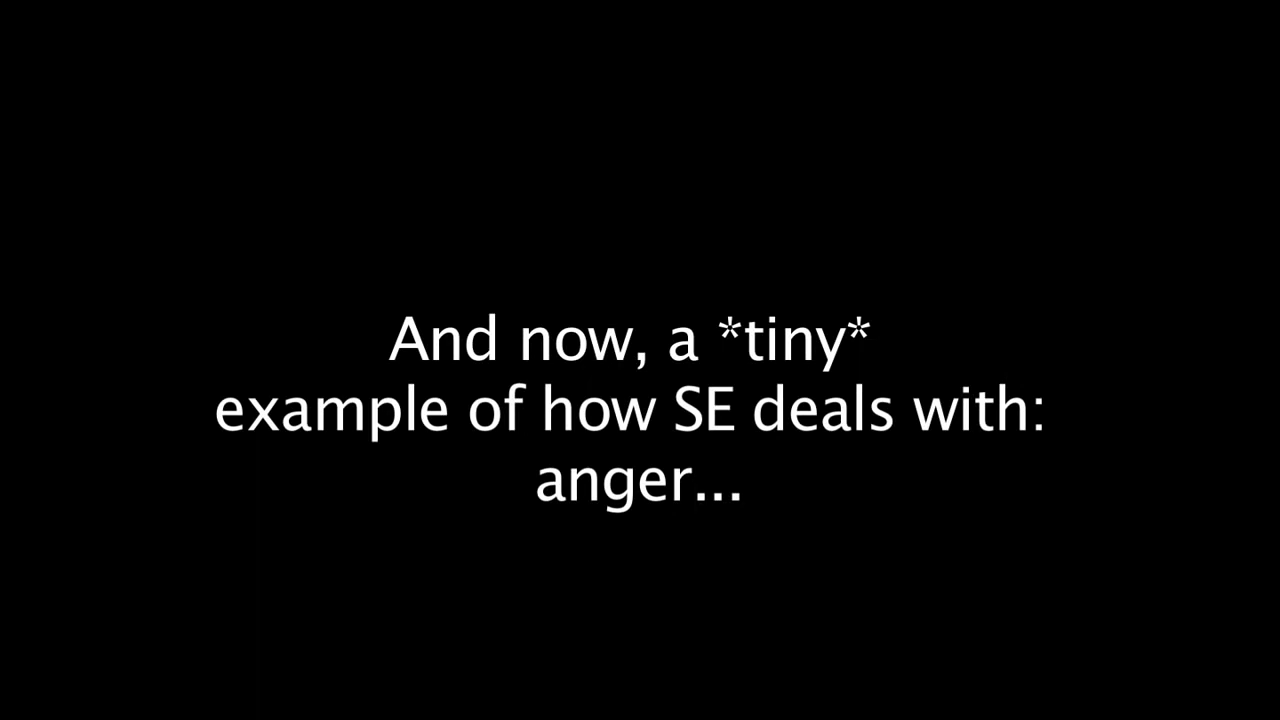 And now, a *tiny*
example of how SE deals with:
anger...